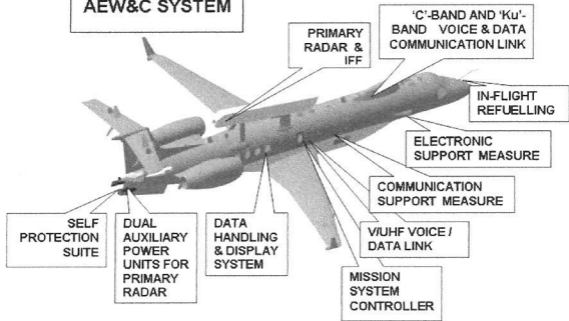 AEW&C SYSTEM
PRIMARY
RADAR &
IFF
'C'-BAND AND 'Ku'-
BAND VOICE & DATA
COMMUNICATION LINK
IN-FLIGHT
REFUELLING
ELECTRONIC
SUPPORT MEASURE
COMMUNICATION
SUPPORT MEASURE
V/UHF VOICE /
DATA LINK
MISSION
SYSTEM
CONTROLLER
DATA
HANDLING
& DISPLAY
SYSTEM
DUAL
AUXILIARY
POWER
UNITS FOR
PRIMARY
RADAR
SELF
PROTECTION
SUITE